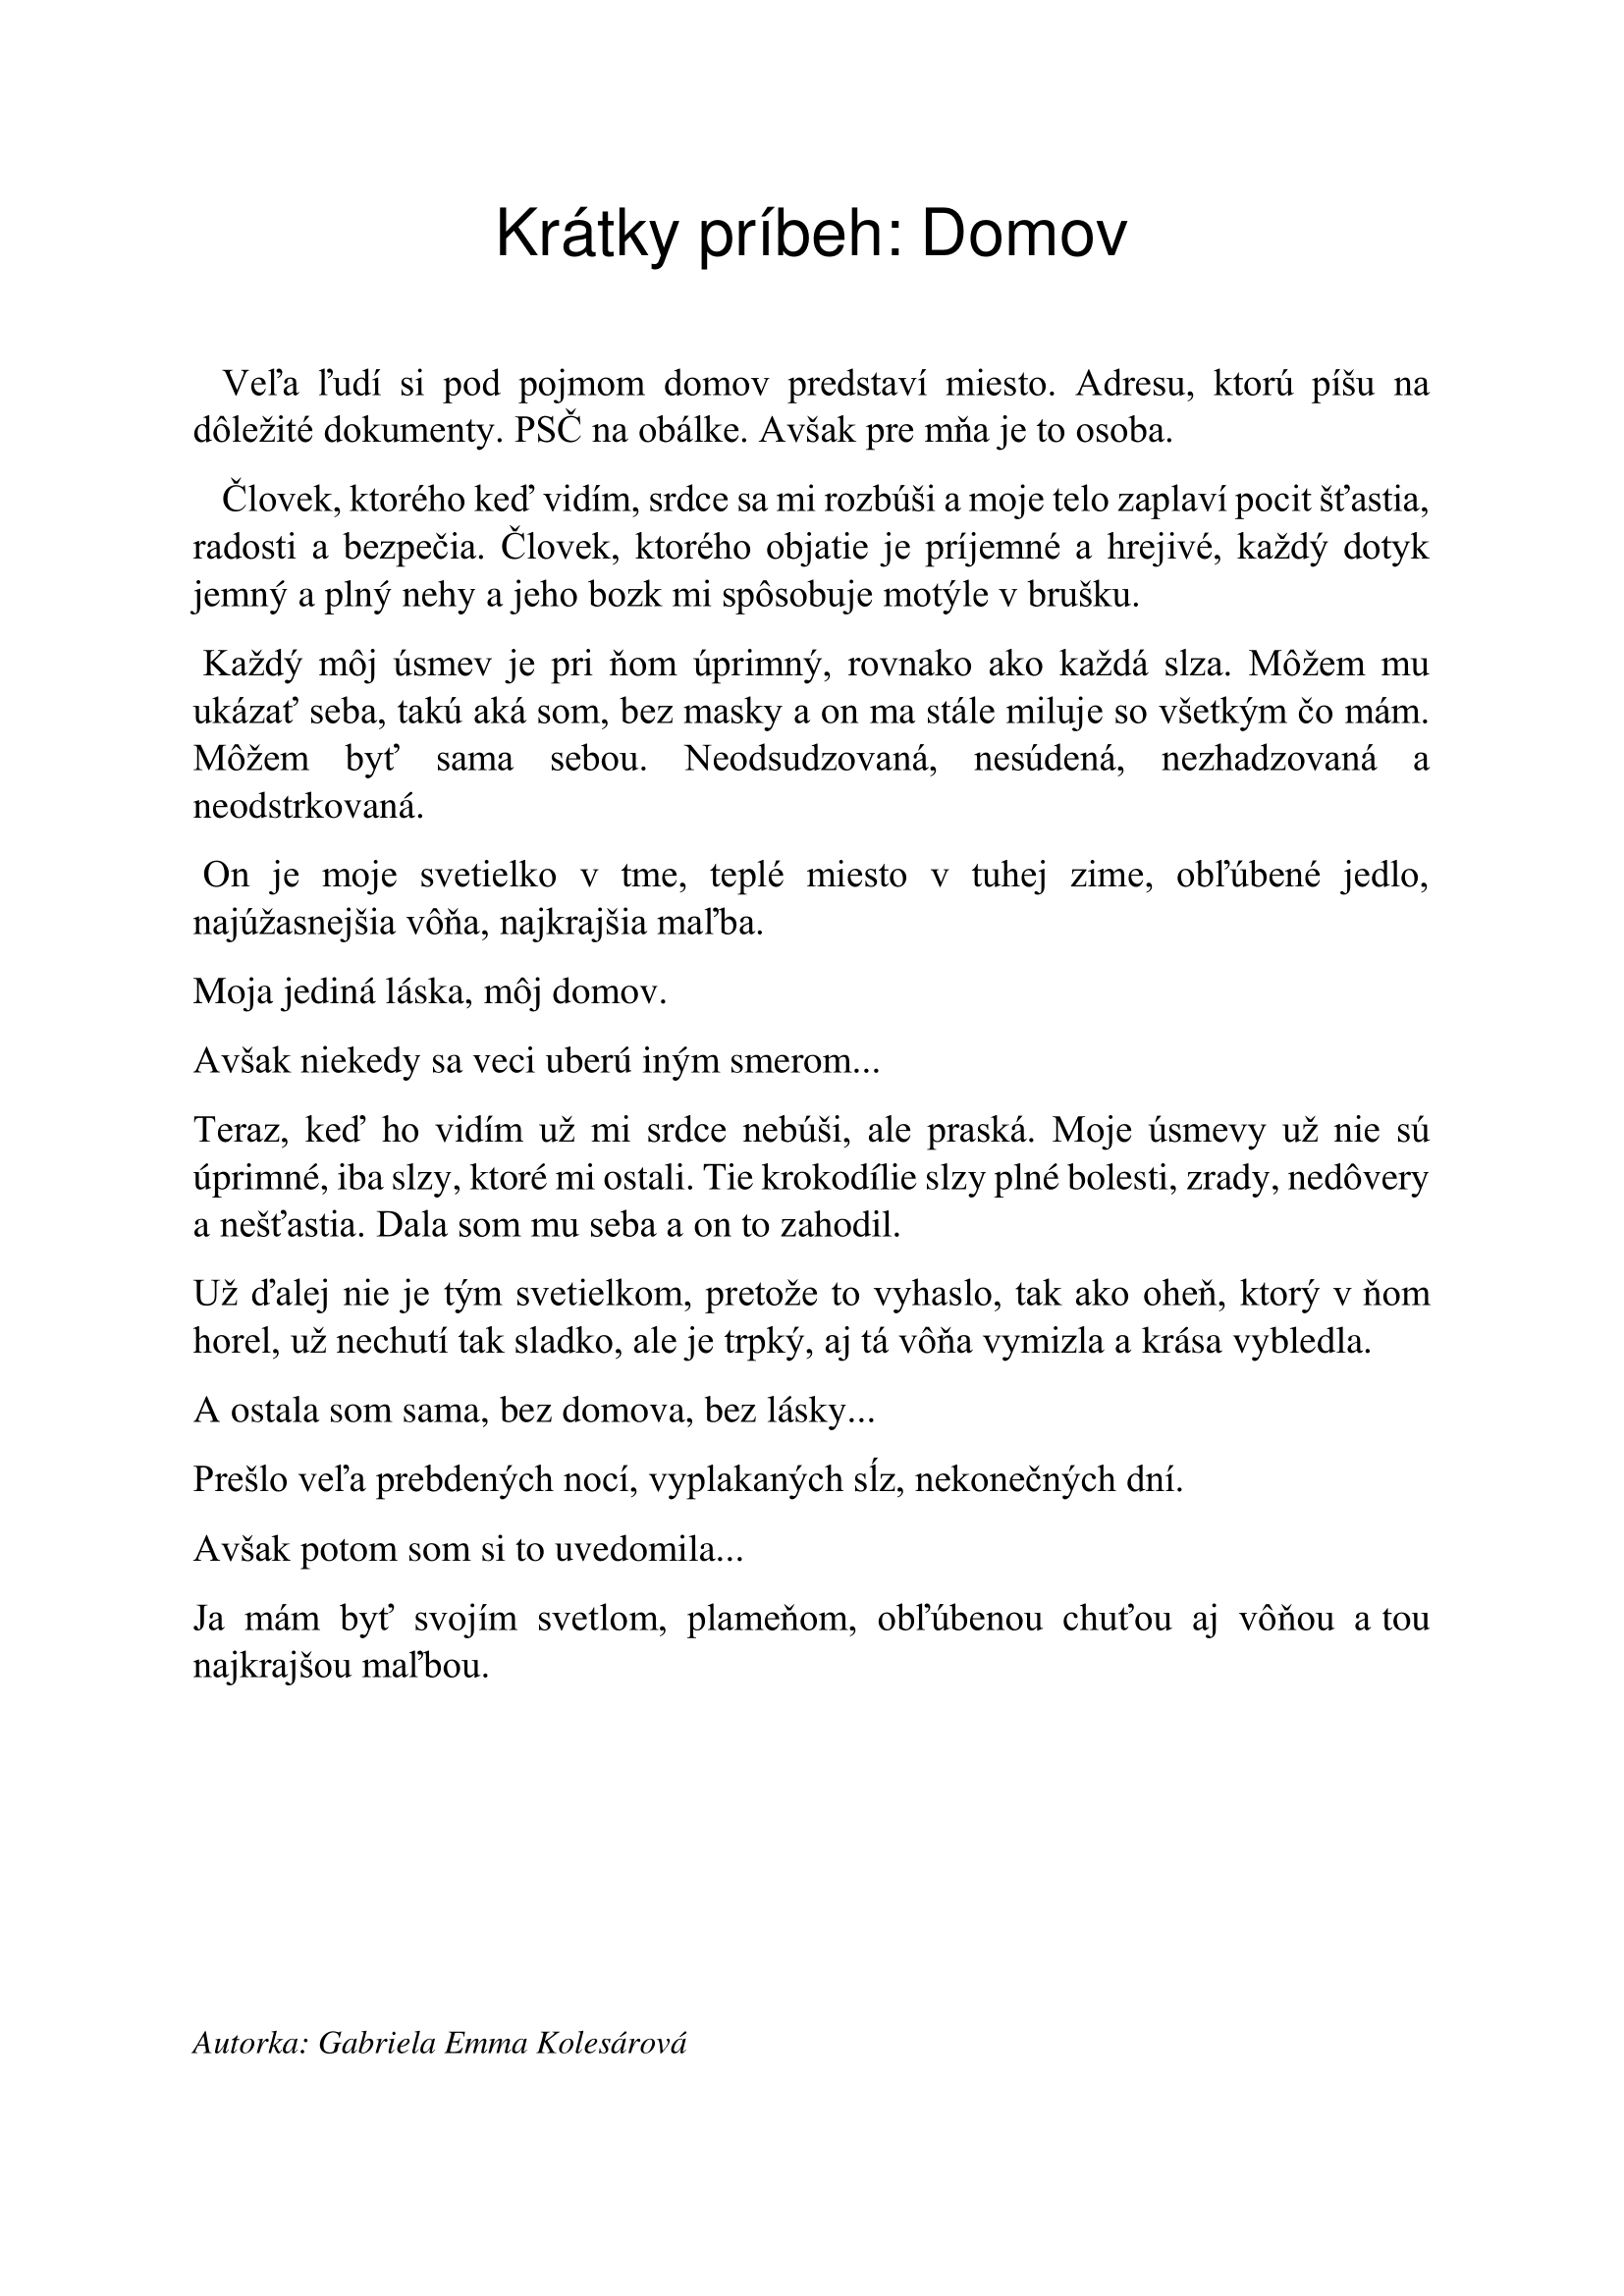 Krátky príbeh: Domov
Veľa ľudí si pod pojmom domov predstaví miesto. Adresu, ktorú píšu na
dôležité dokumenty. PSČ na obálke. Avšak pre mňa je to osoba.
Človek, ktorého keď vidím, srdce sa mi rozbúši a moje telo zaplaví pocit šťastia,
radosti a bezpečia. Človek, ktorého objatie je príjemné a hrejivé, každý dotyk
jemný a plný nehy a jeho bozk mi spôsobuje motýle v brušku.
Každý môj úsmev je pri ňom úprimný, rovnako ako každá slza. Môžem mu
ukázať seba, takú aká som, bez masky a on ma stále miluje so všetkým čo mám.
Môžem byť sama sebou. Neodsudzovaná, nesúdená, nezhadzovaná a
neodstrkovaná.
On je moje svetielko v tme, teplé miesto v tuhej zime, obľúbené jedlo,
najúžasnejšia vôňa, najkrajšia maľba.
Moja jediná láska, môj domov.
Avšak niekedy sa veci uberú iným smerom...
Teraz, keď ho vidím už mi srdce nebúši, ale praská. Moje úsmevy už nie sú
úprimné, iba slzy, ktoré mi ostali. Tie krokodílie slzy plné bolesti, zrady, nedôvery
a nešťastia. Dala som mu seba a on to zahodil.
Už ďalej nie je tým svetielkom, pretože to vyhaslo, tak ako oheň, ktorý v ňom
horel, už nechutí tak sladko, ale je trpký, aj tá vôňa vymizla a krása vybledla.
A ostala som sama, bez domova, bez lásky...
Prešlo veľa prebdených nocí, vyplakaných sĺz, nekonečných dní.
Avšak potom som si to uvedomila...
Ja mám byť svojím svetlom, plameňom, obľúbenou chuťou aj vôňou a tou
najkrajšou maľbou.
Autorka: Gabriela Emma Kolesárová